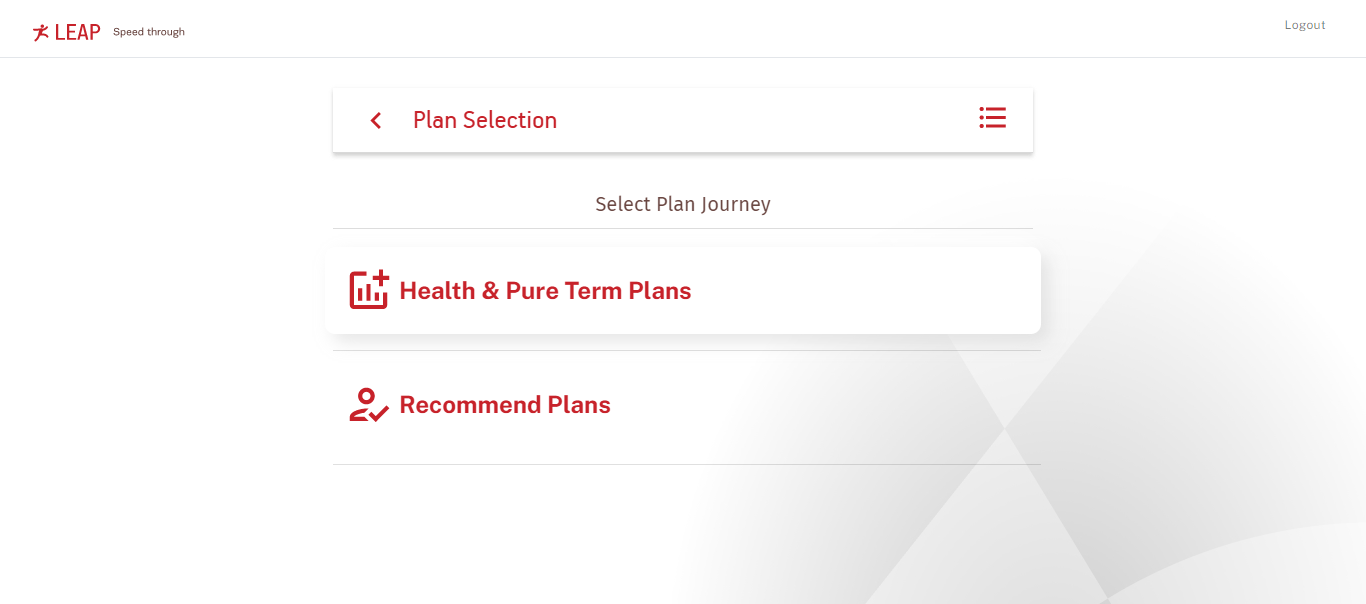 LEAP Speed through
Logout
Plan Selection
Select Plan Journey
Health & Pure Term Plans
Recommend Plans